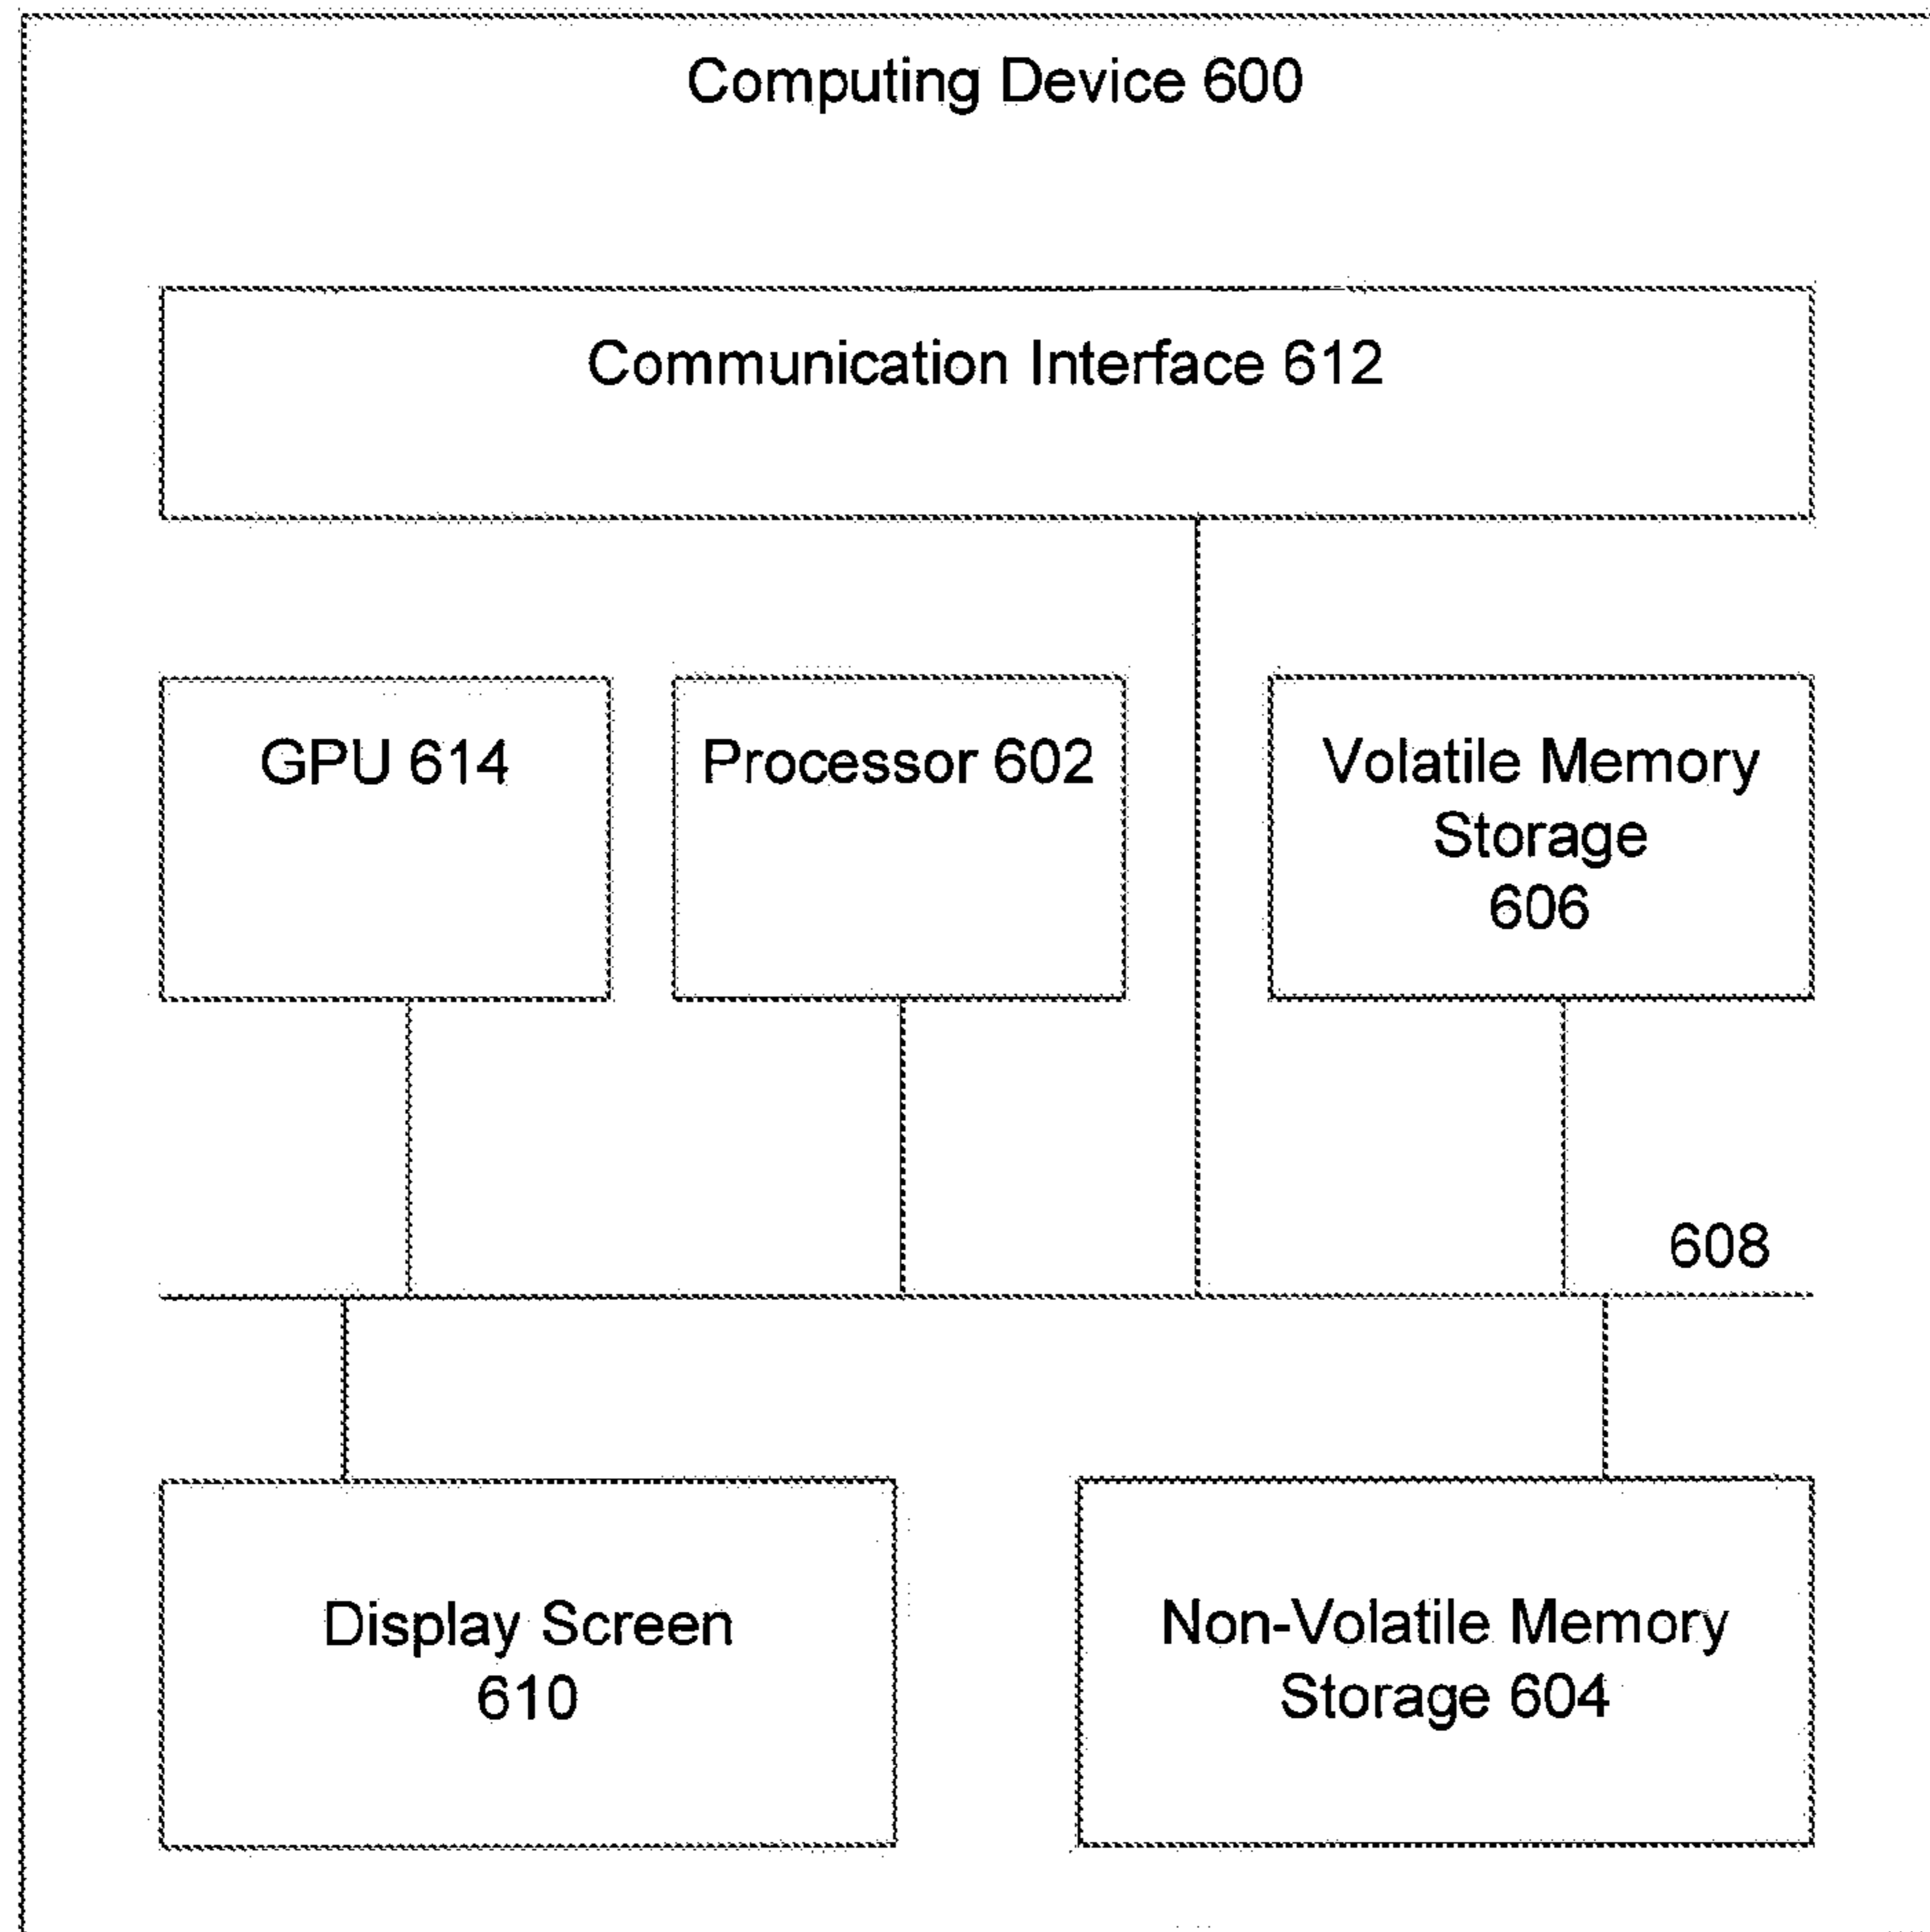 Computing Device 600
Communication Interface 612
GPU 614
Processor 602
Volatile Memory
Storage
606
608
Display Screen
610
Non-Volatile Memory
Storage 604